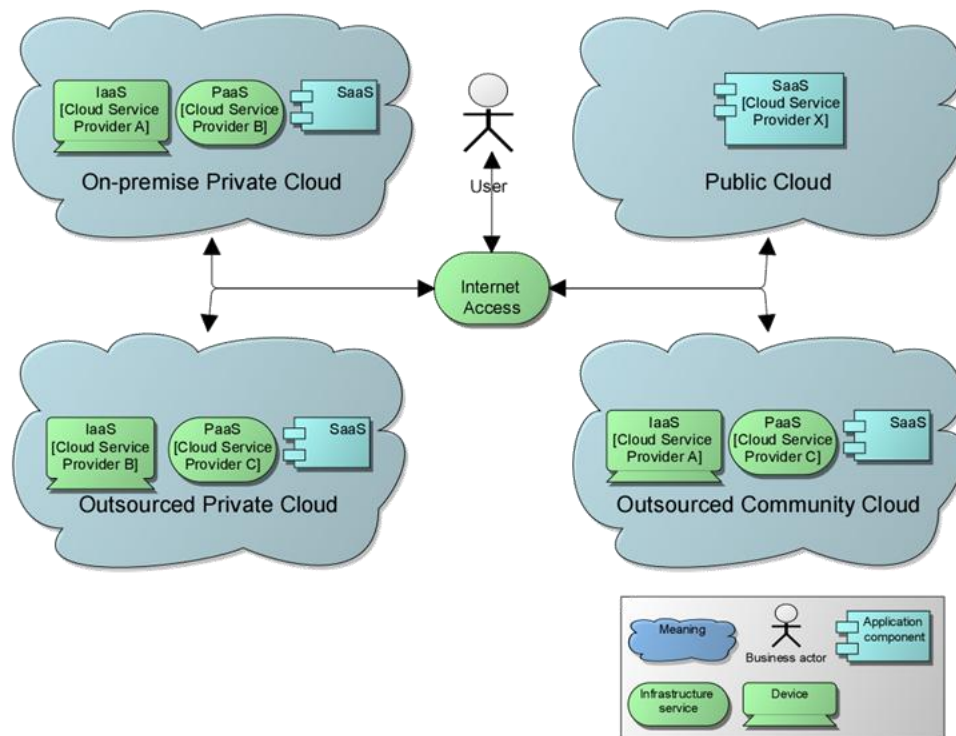 IaaS
[Cloud Service
Provider A]
PaaS
[Cloud Service
Provider B]
SaaS
On-premise Private Cloud
User
SaaS
[Cloud Service
Provider X]
Public Cloud
Internet
Access
IaaS
[Cloud Service
Provider B]
PaaS
[Cloud Service
Provider C]
SaaS
Outsourced Private Cloud
IaaS
[Cloud Service
Provider A]
PaaS
[Cloud Service
Provider C]
SaaS
Outsourced Community Cloud
Meaning
Business actor
Application
component
Infrastructure
service
Device